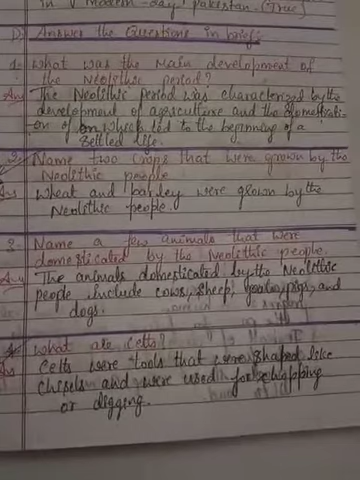 in modern-day Pakistan. (True)
D. Answer the Questions in brief:
1. What was the main development of
the Neolithic period?
Ans The Neolithic period was characterized by the
development of agriculture and the domesticati-
on of on which led to the beginning of a
settled life.
2. Name two crops that were grown by the
Neolithic people
Ans Wheat and barley were grown by the
Neolithic people.
3. Name a few animals that were
domesticated by the Neolithic people.
Ans The animals domesticated by the Neolithic
people include cows, sheep, goats, pigs, and
dogs.
4. What are celts?
Ans Celts were tools that were shaped like
chisels and were used for chipping
or digging.